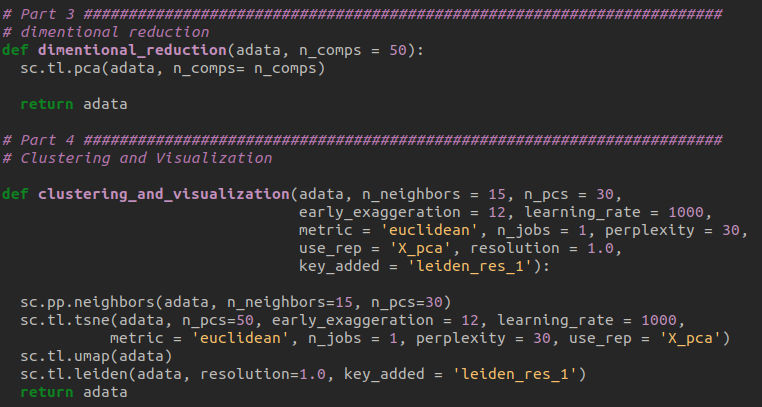 # Part 3 #######################################################################
# dimentional reduction
def dimentional_reduction(adata, n_comps = 50):
  sc.tl.pca(adata, n_comps= n_comps)
  return adata
# Part 4 #######################################################################
# Clustering and Visualization
def clustering_and_visualization(adata, n_neighbors = 15, n_pcs = 30,
                                 early_exaggeration = 12, learning_rate = 1000,
                                 metric = 'euclidean', n_jobs = 1, perplexity = 30,
                                 use_rep = 'X_pca', resolution = 1.0,
                                 key_added = 'leiden_res_1'):
  sc.pp.neighbors(adata, n_neighbors=15, n_pcs=30)
  sc.tl.tsne(adata, n_pcs=50, early_exaggeration = 12, learning_rate = 1000,
            metric = 'euclidean', n_jobs = 1, perplexity = 30, use_rep = 'X_pca')
  sc.tl.umap(adata)
  sc.tl.leiden(adata, resolution=1.0, key_added = 'leiden_res_1')
  return adata